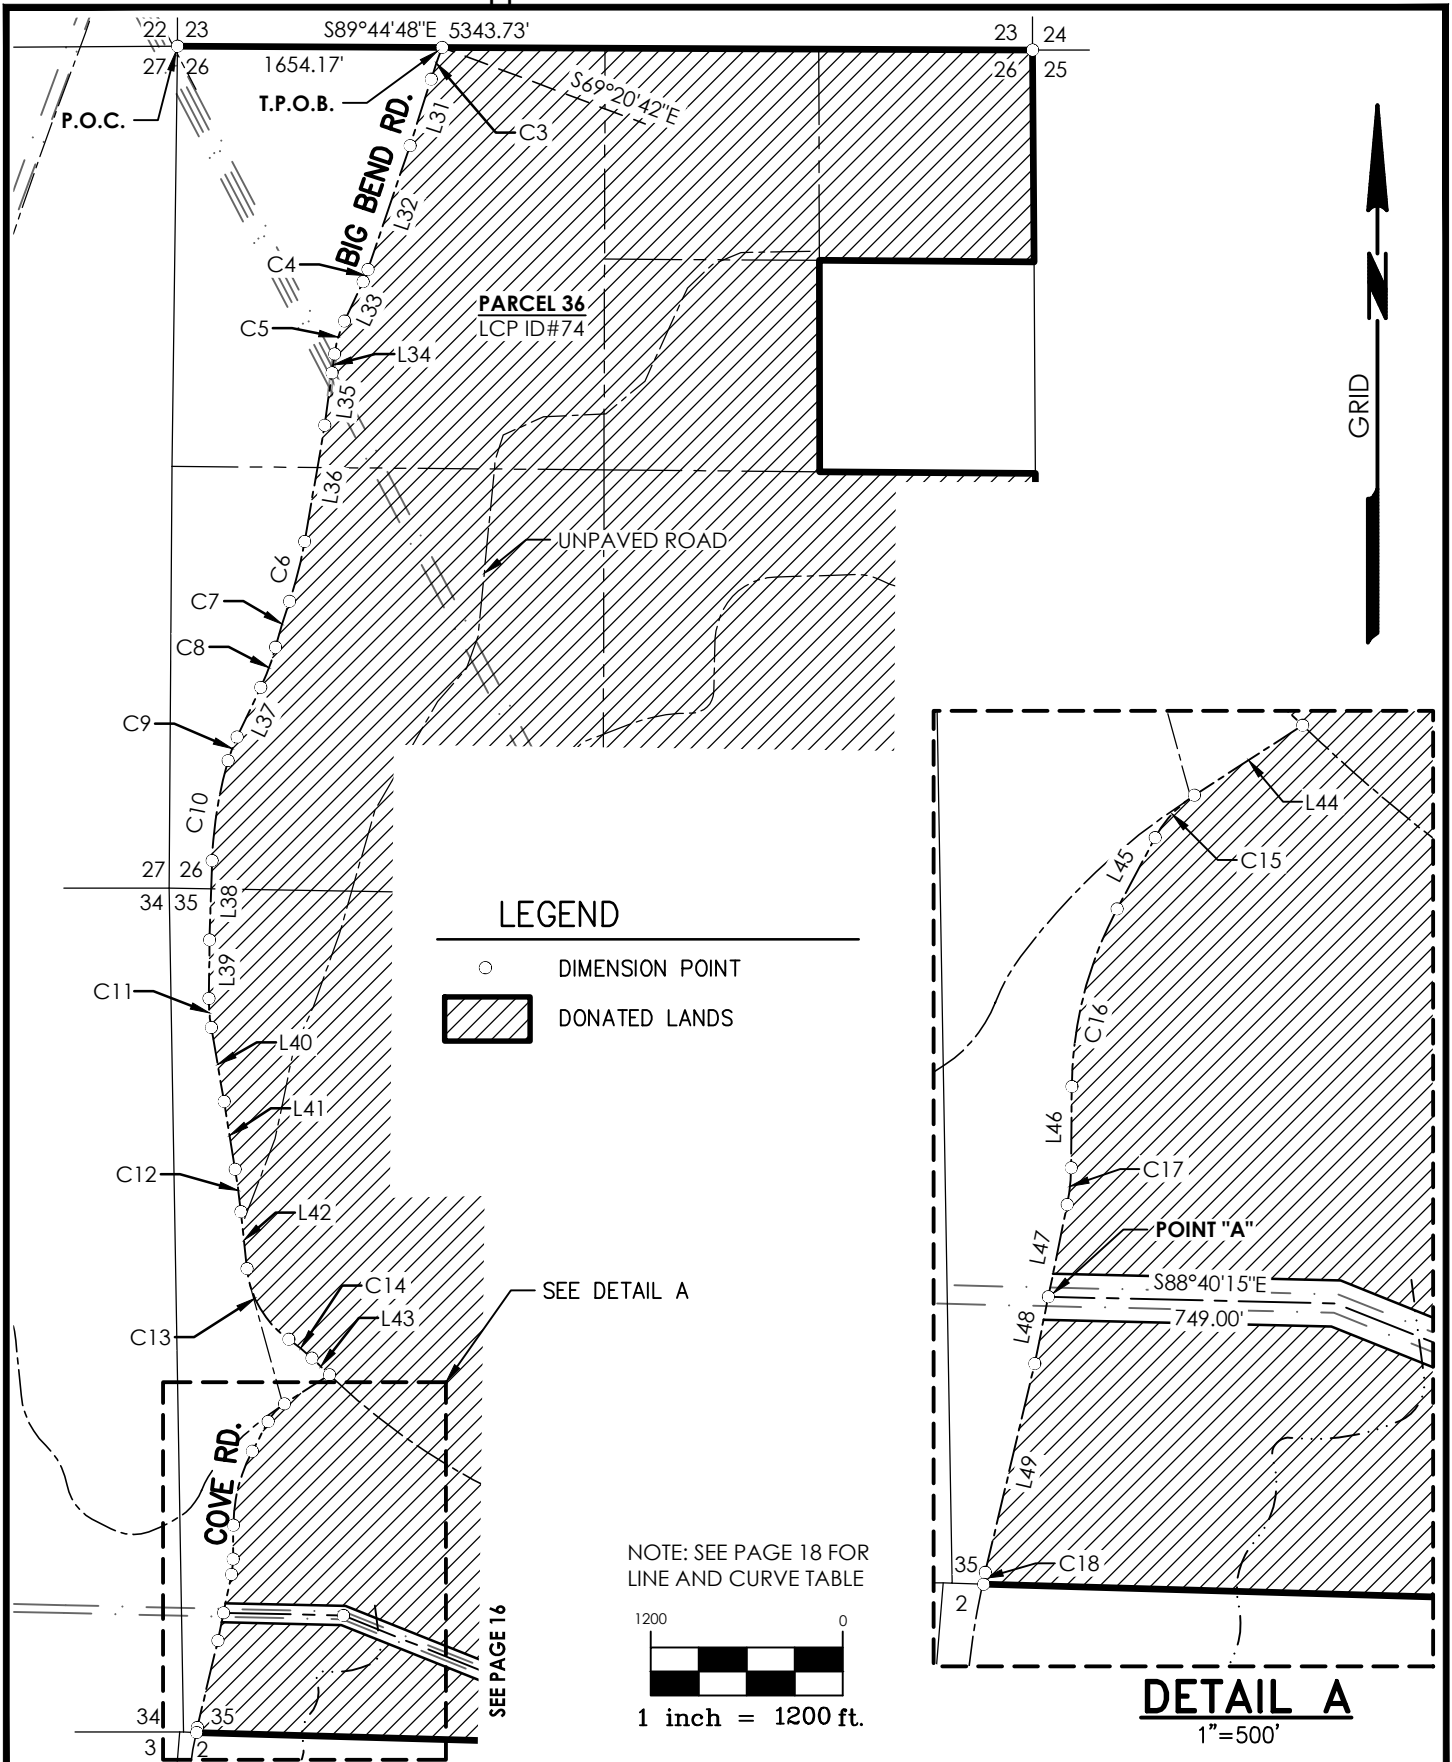 22 23
S89°44'48"E 5343.73'
23 24
27 26
1654.17'
26 25
P.O.C.
T.P.O.B.
S69°20'42"E
L31
C3
BIG BEND RD.
L32
C4
L33
PARCEL 36
LCP ID#74
C5
L34
L35
GRID
N
L36
UNPAVED ROAD
C6
C7
C8
L37
C9
C10
27 26
34 35
L38
L39
C11
L40
L41
C12
L42
C14
L43
C13
SEE DETAIL A
LEGEND
DIMENSION POINT
DONATED LANDS
COVE RD.
SEE PAGE 16
34 35
3 2
NOTE: SEE PAGE 18 FOR
LINE AND CURVE TABLE
1200 0
1 inch = 1200 ft.
L44
C15
L45
C16
L46
C17
POINT "A"
L47
S88°40'15"E
749.00'
L48
L49
35
C18
2
DETAIL A
1"=500'